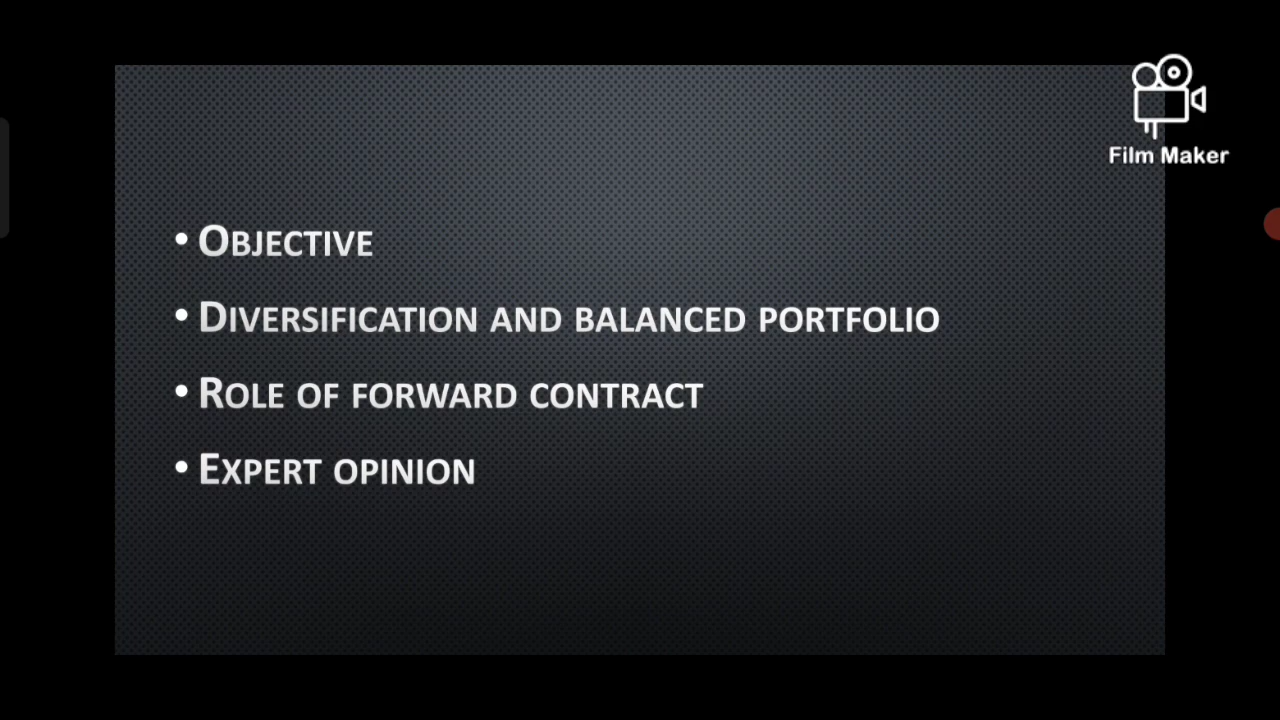 Film Maker
• Objective
• Diversification and balanced portfolio
• Role of forward contract
• Expert opinion